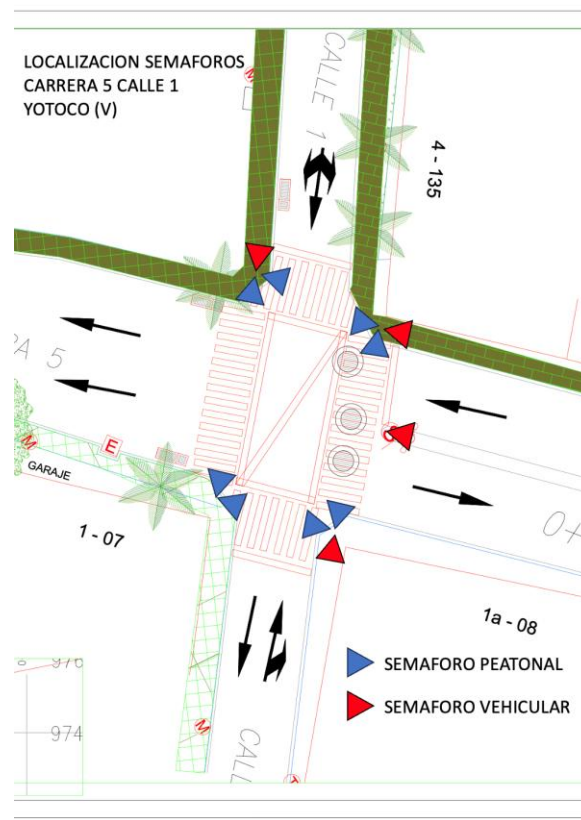 LOCALIZACION SEMAFOROS
CARRERA 5 CALLE 1
YOTOCO (V)
M
CALLE 1
4 - 135
5
M
E
GARAJE
1 - 07
0+
1a - 08
SEMAFORO PEATONAL
SEMAFORO VEHICULAR
976
974
M
CALL